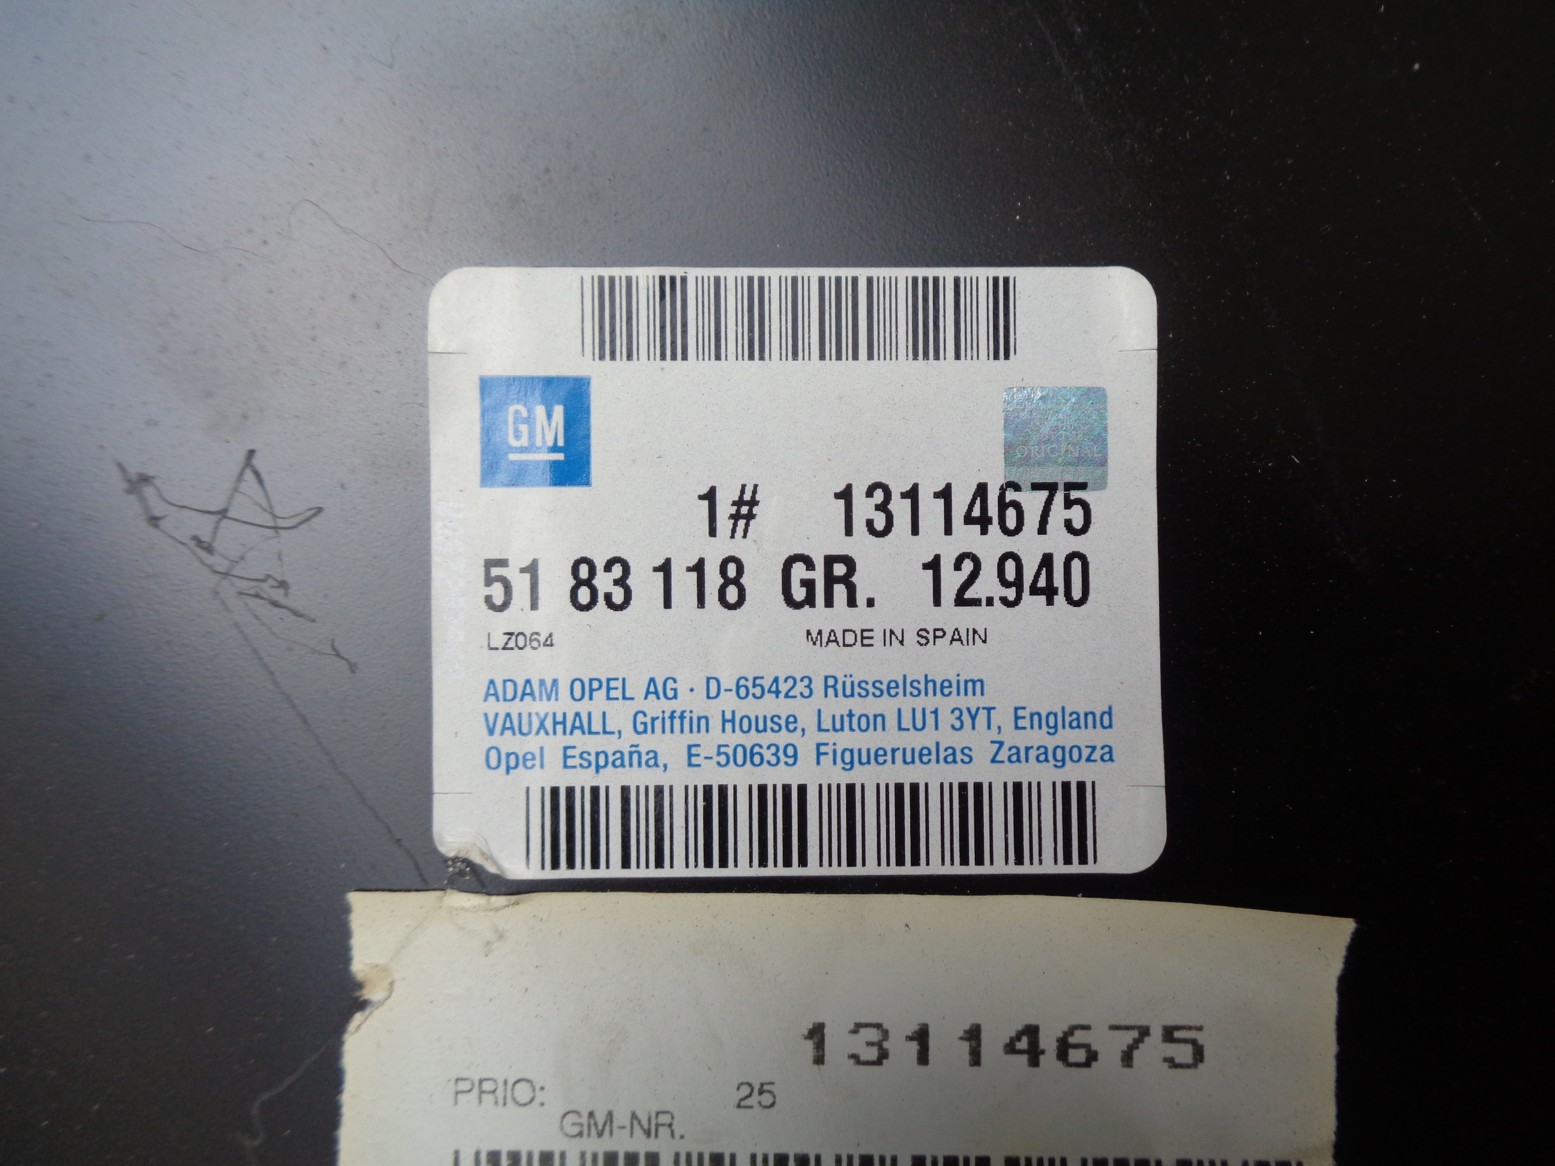 GM
ORIGINAL
1# 13114675
51 83 118 GR. 12.940
LZ064 MADE IN SPAIN
ADAM OPEL AG · D-65423 Rüsselsheim
VAUXHALL, Griffin House, Luton LU1 3YT, England
Opel España, E-50639 Figueruelas Zaragoza
13114675
PRIO: 25
GM-NR.